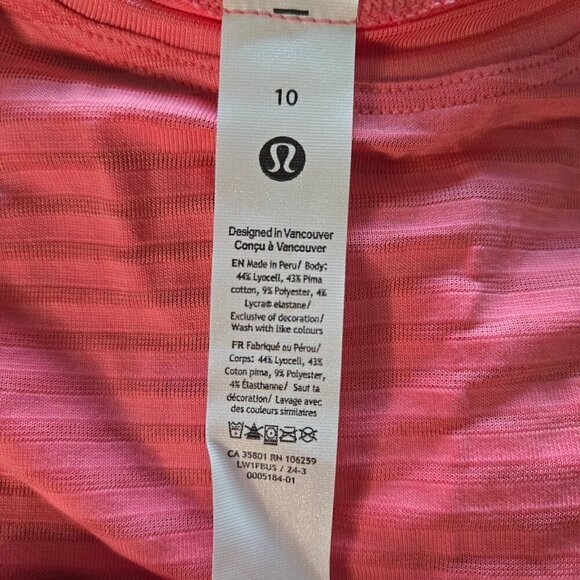 10
Designed in Vancouver
Conçu à Vancouver
EN Made in Peru/ Body:
44% Lyocell, 43% Pima
cotton, 9% Polyester, 4%
Lycra® elastane/
Exclusive of decoration/
Wash with like colours
FR Fabriqué au Pérou/
Corps: 44% Lyocell, 43%
Coton pima, 9% Polyester,
4% Élasthanne/ Sauf la
décoration/ Lavage avec
des couleurs similaires
CA 35801 RN 106259
LW1FBUS / 24-3
0005184-01